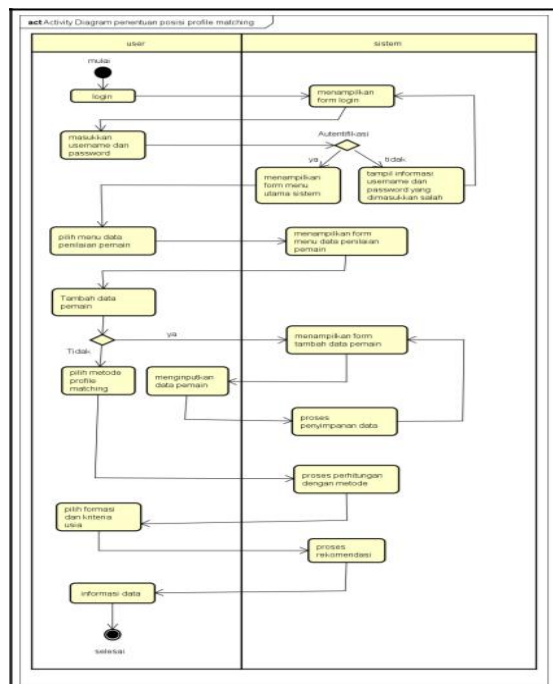 act Activity Diagram penentuan posisi profile matching
user
sistem
mulai
login
menampilkan
form login
masukkan
username dan
password
Autentifikasi
ya
tidak
menampilkan
form menu
utama sistem
tampil informasi
username dan
password yang
dimasukkan salah
pilih menu data
penilaian pemain
menampilkan form
menu data penilaian
pemain
Tambah data
pemain
ya
Tidak
menampilkan form
tambah data pemain
pilih metode
profile
matching
menginputkan
data pemain
proses
penyimpanan data
proses perhitungan
dengan metode
pilih formasi
dan kriteria
usia
proses
rekomendasi
informasi data
selesai